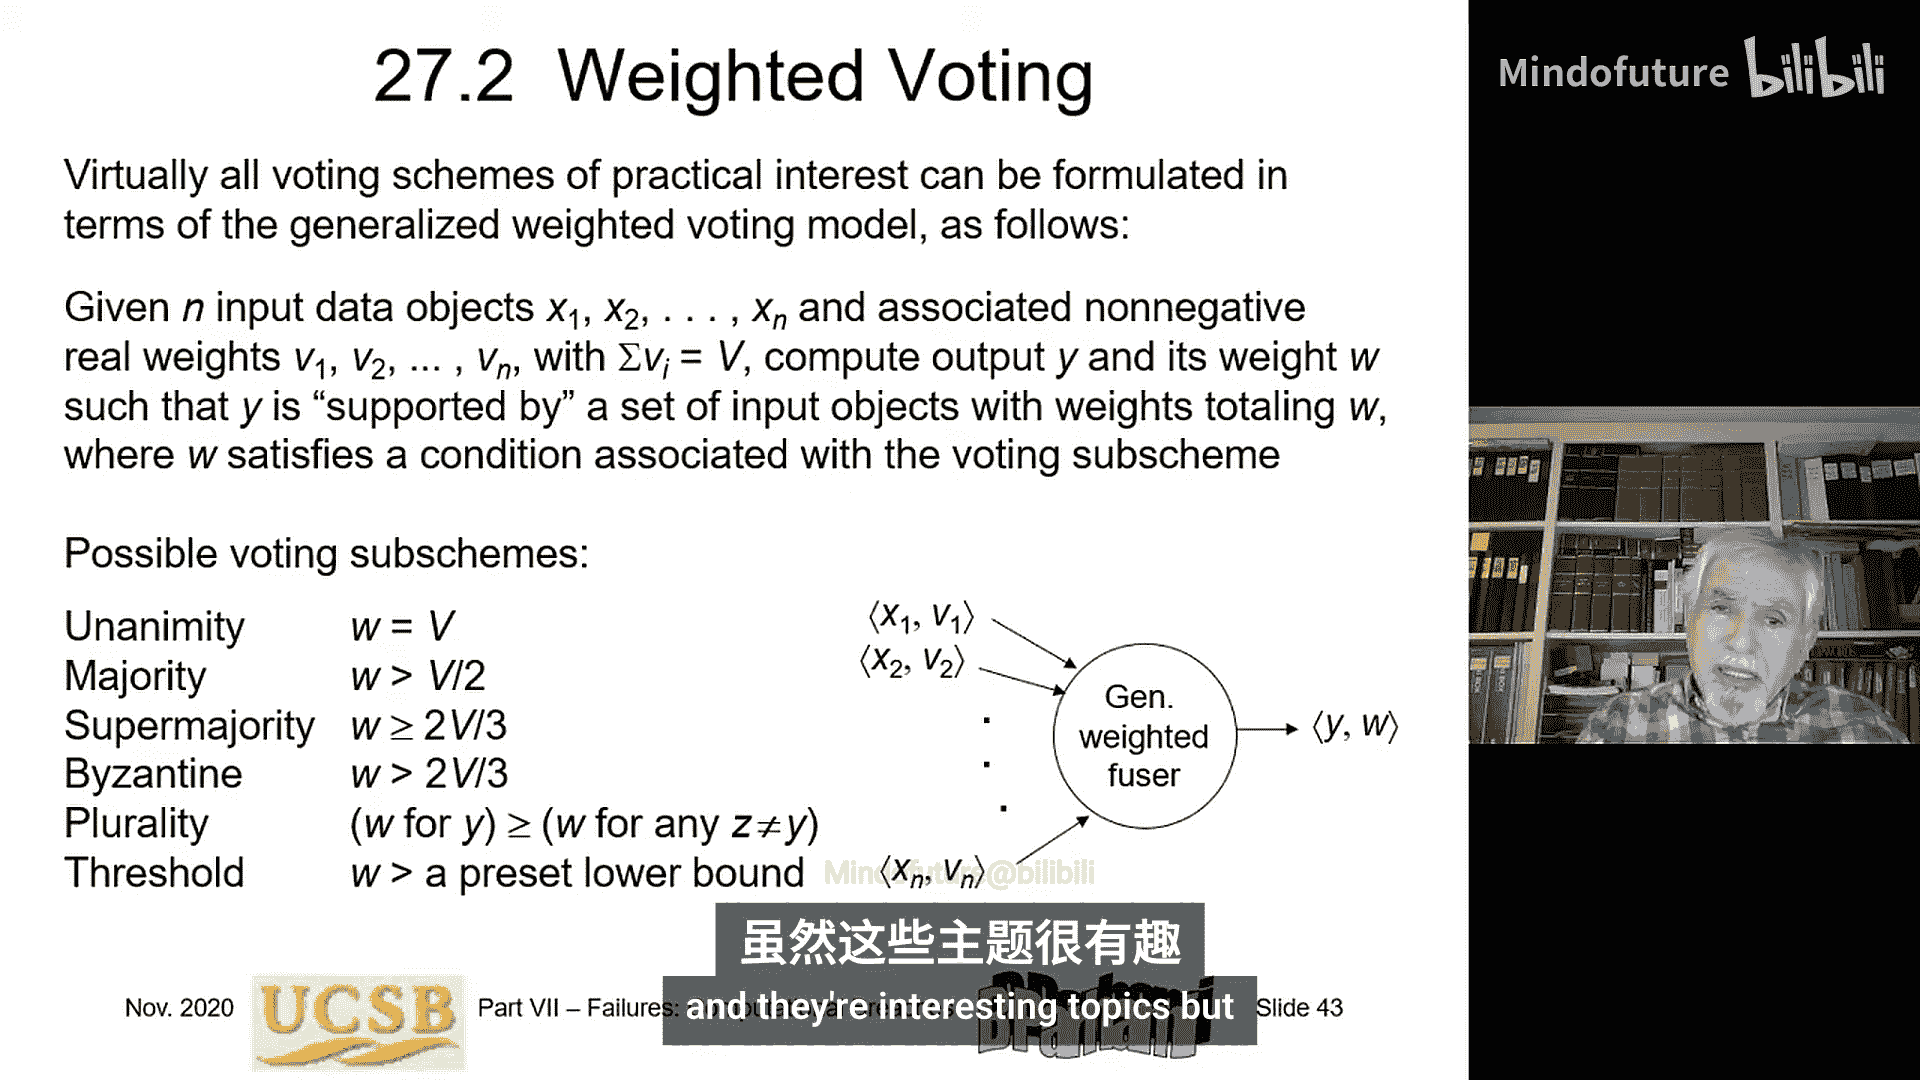 27.2 Weighted Voting
Mindofuture bilibili
Virtually all voting schemes of practical interest can be formulated in
terms of the generalized weighted voting model, as follows:
Given n input data objects x₁, x₂, . . . , xₙ and associated nonnegative
real weights v₁, v₂, ... , vₙ, with Σvᵢ = V, compute output y and its weight w
such that y is “supported by” a set of input objects with weights totaling w,
where w satisfies a condition associated with the voting subscheme
Possible voting subschemes:
Unanimity w = V
Majority w > V/2
Supermajority w ≥ 2V/3
Byzantine w > 2V/3
Plurality (w for y) ≥ (w for any z≠y)
Threshold w > a preset lower bound
⟨x₁, v₁⟩
⟨x₂, v₂⟩
.
.
.
⟨xₙ, vₙ⟩
Gen.
weighted
fuser
⟨y, w⟩
Mindofuture@bilibili
虽然这些主题很有趣
and they're interesting topics but
Nov. 2020
UCSB
Part VII – Failures:
Slide 43